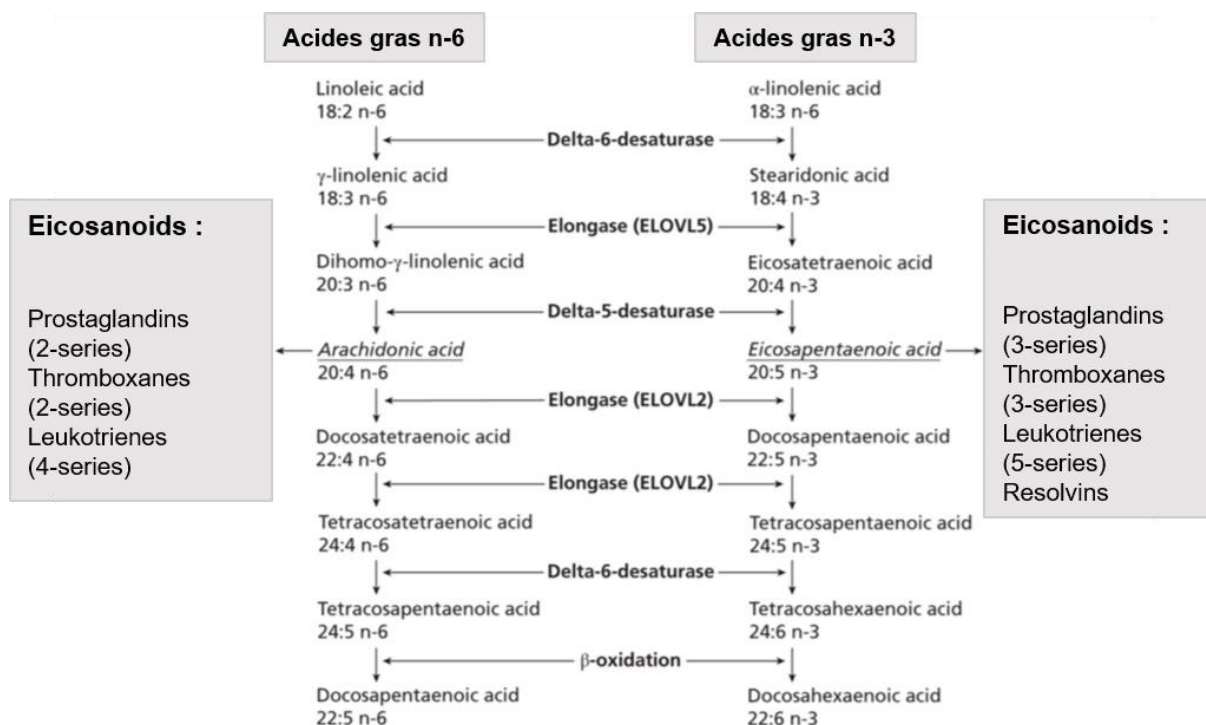 Acides gras n-6
Acides gras n-3
Linoleic acid
18:2 n-6
α-linolenic acid
18:3 n-6
Delta-6-desaturase
γ-linolenic acid
18:3 n-6
Stearidonic acid
18:4 n-3
Elongase (ELOVL5)
Dihomo-γ-linolenic acid
20:3 n-6
Eicosatetraenoic acid
20:4 n-3
Delta-5-desaturase
Arachidonic acid
20:4 n-6
Eicosapentaenoic acid
20:5 n-3
Elongase (ELOVL2)
Docosatetraenoic acid
22:4 n-6
Docosapentaenoic acid
22:5 n-3
Elongase (ELOVL2)
Tetracosatetraenoic acid
24:4 n-6
Tetracosapentaenoic acid
24:5 n-3
Delta-6-desaturase
Tetracosapentaenoic acid
24:5 n-6
Tetracosahexaenoic acid
24:6 n-3
β-oxidation
Docosapentaenoic acid
22:5 n-6
Docosahexaenoic acid
22:6 n-3
Eicosanoids :
Prostaglandins
(2-series)
Thromboxanes
(2-series)
Leukotrienes
(4-series)
Eicosanoids :
Prostaglandins
(3-series)
Thromboxanes
(3-series)
Leukotrienes
(5-series)
Resolvins